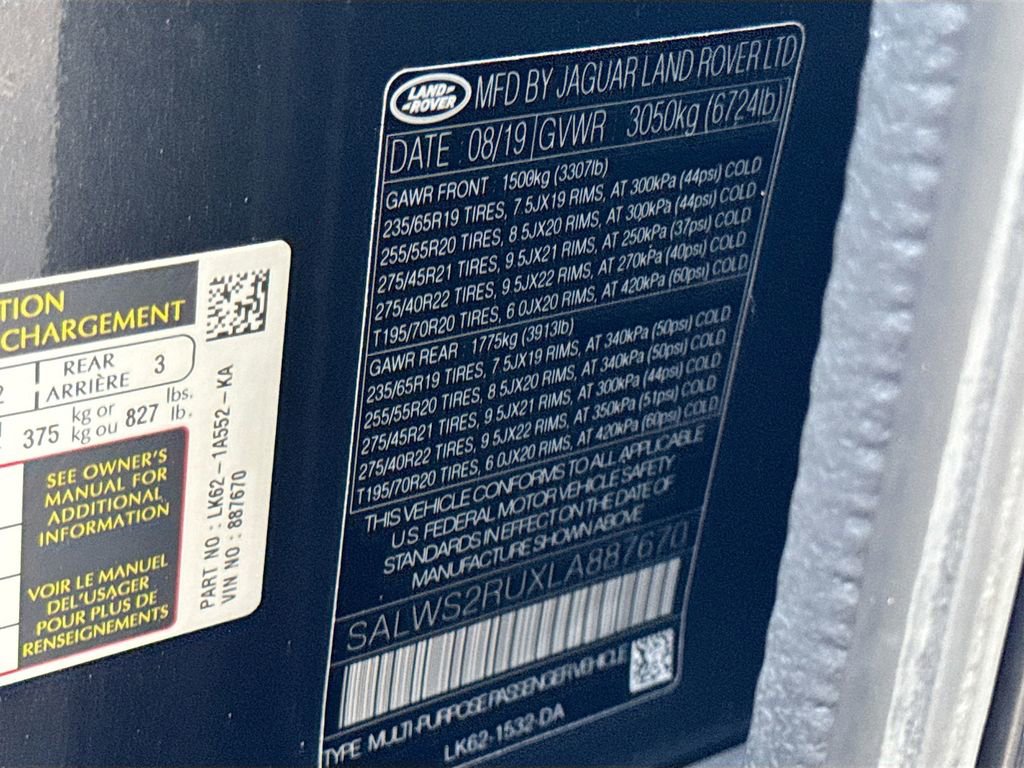 LAND
ROVER
MFD BY JAGUAR LAND ROVER LTD
DATE 08/19 GVWR 3050kg (6724lb)
GAWR FRONT 1500kg (3307lb)
235/65R19 TIRES, 7.5JX19 RIMS, AT 300kPa (44psi) COLD
255/55R20 TIRES, 8 5JX20 RIMS, AT 300kPa (44psi) COLD
275/45R21 TIRES, 9 5JX21 RIMS, AT 250kPa (37psi) COLD
275/40R22 TIRES, 9.5JX22 RIMS, AT 270kPa (40psi) COLD
T195/70R20 TIRES, 6 0JX20 RIMS, AT 420kPa (60psi) COLD
GAWR REAR 1775kg (3913lb)
235/65R19 TIRES, 7.5JX19 RIMS, AT 340kPa (50psi) COLD
255/55R20 TIRES, 8.5JX20 RIMS, AT 340kPa (50psi) COLD
275/45R21 TIRES, 9 5JX21 RIMS, AT 300kPa (44psi) COLD
275/40R22 TIRES, 9 5JX22 RIMS, AT 350kPa (51psi) COLD
T195/70R20 TIRES, 6 0JX20 RIMS, AT 420kPa (60psi) COLD
THIS VEHICLE CONFORMS TO ALL APPLICABLE
U.S. FEDERAL MOTOR VEHICLE SAFETY
STANDARDS IN EFFECT ON THE DATE OF
MANUFACTURE SHOWN ABOVE
SALWS2RUXLA887670
TYPE MULTI-PURPOSE PASSENGER VEHICLE
LK62-1532-DA
TION
CHARGEMENT
2 REAR 3
ARRIÈRE
375 kg or 827 lbs.
kg ou lb.
SEE OWNER'S
MANUAL FOR
ADDITIONAL
INFORMATION
VOIR LE MANUEL
DEL'USAGER
POUR PLUS DE
RENSEIGNEMENTS
PART NO : LK62-1A552-KA
VIN NO : 887670